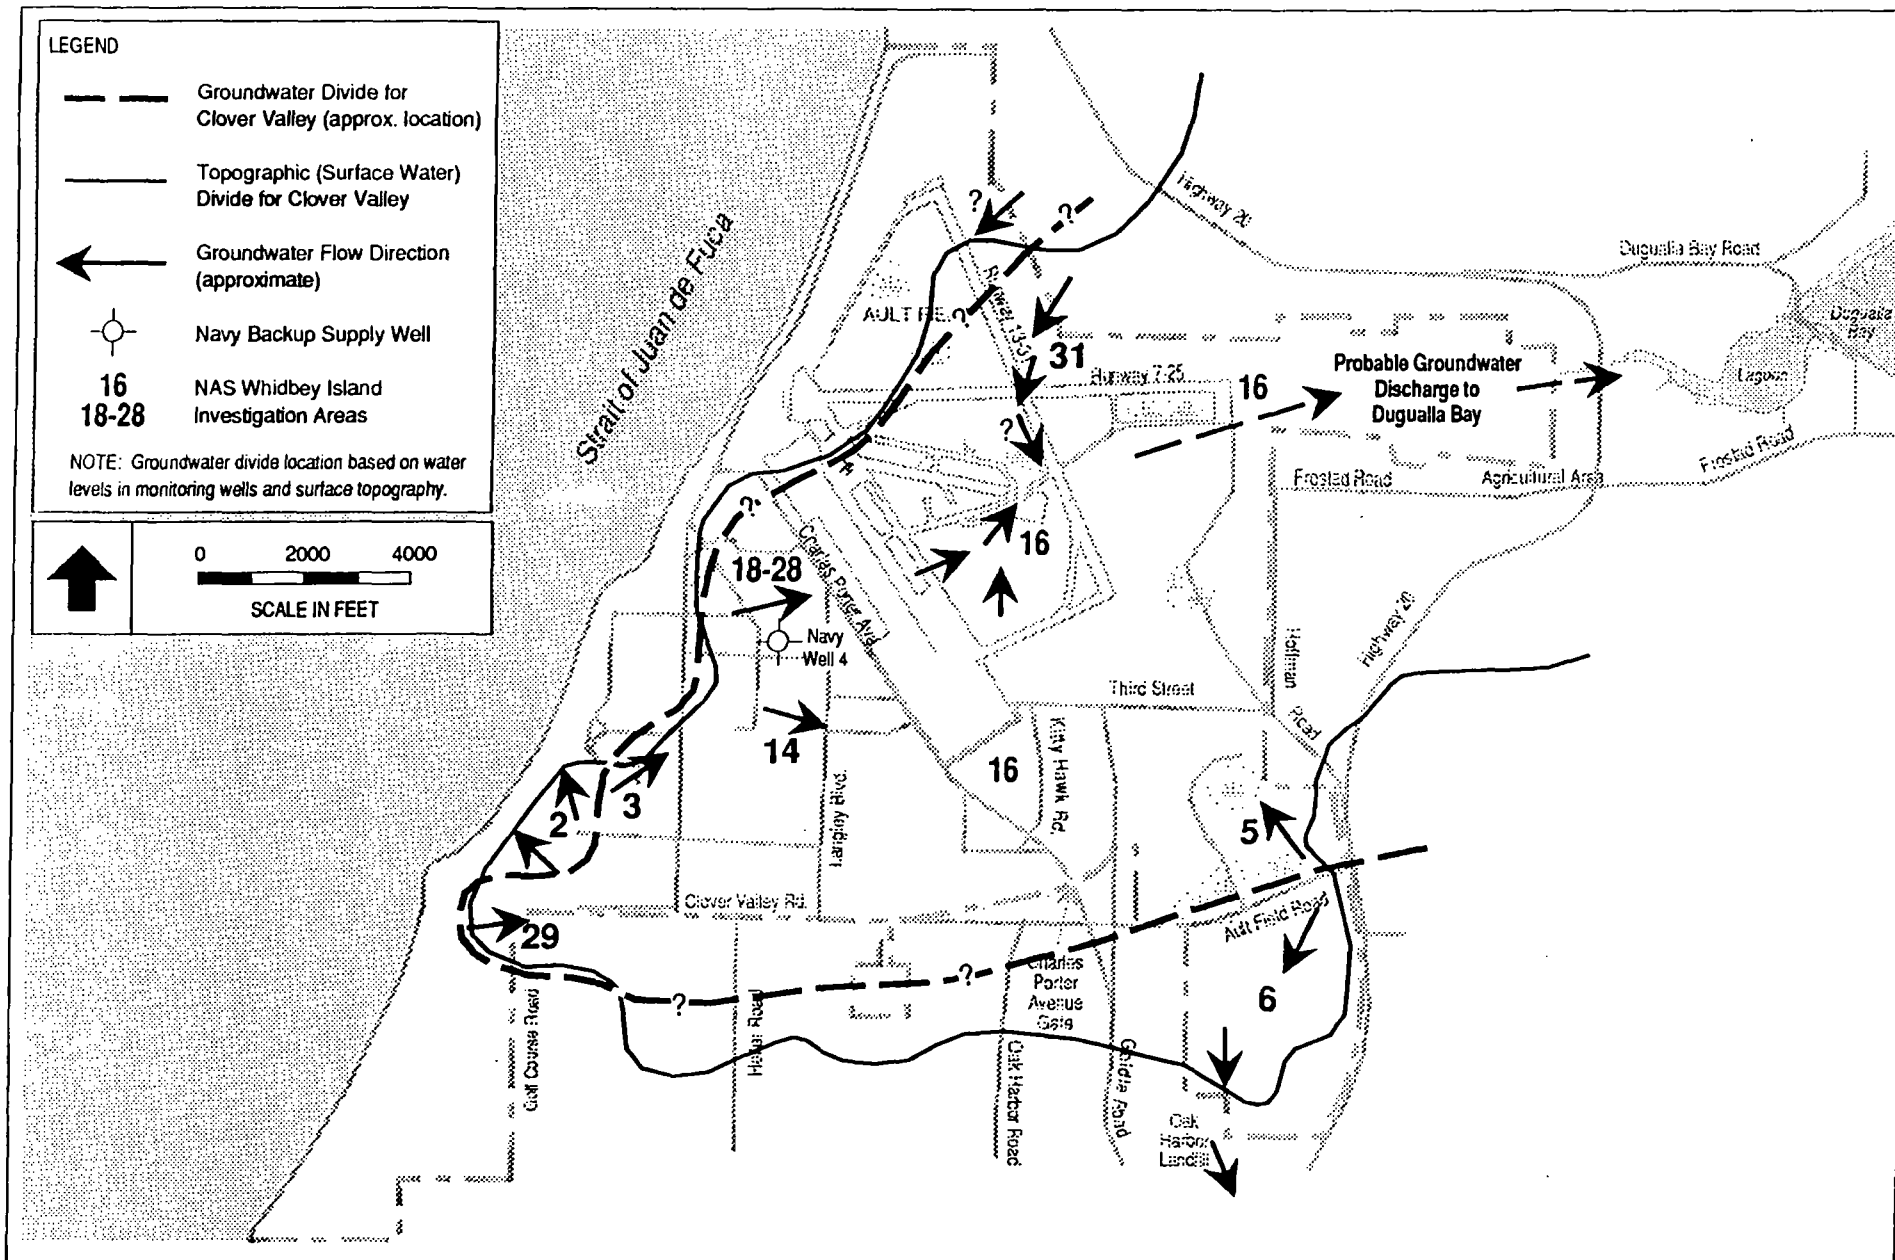 LEGEND
Groundwater Divide for
Clover Valley (approx. location)
Topographic (Surface Water)
Divide for Clover Valley
Groundwater Flow Direction
(approximate)
Navy Backup Supply Well
16
18-28
NAS Whidbey Island
Investigation Areas
NOTE: Groundwater divide location based on water
levels in monitoring wells and surface topography.
0 2000 4000
SCALE IN FEET
Strait of Juan de Fuca
Highway 20
?
?
Dugualla Bay Road
Dugualla
Bay
Lagoon
AULT
?
Runway 13-31
31
Runway 7-25
16
Probable Groundwater
Discharge to
Dugualla Bay
?
Frostad Road
Agricultural Area
Frostad Road
?
18-28
Charles Porter Ave.
16
Navy
Well 4
Highway 20
Hoffman
Road
Third Street
14
16
Kitty Hawk Rd.
Langley Blvd.
3
2
5
Clover Valley Rd.
29
Ault Field Road
?
?
Charles
Porter
Avenue
Gate
6
Golf Course Road
Heller Road
Oak Harbor Road
Goldie Road
Oak
Harbor
Landfill